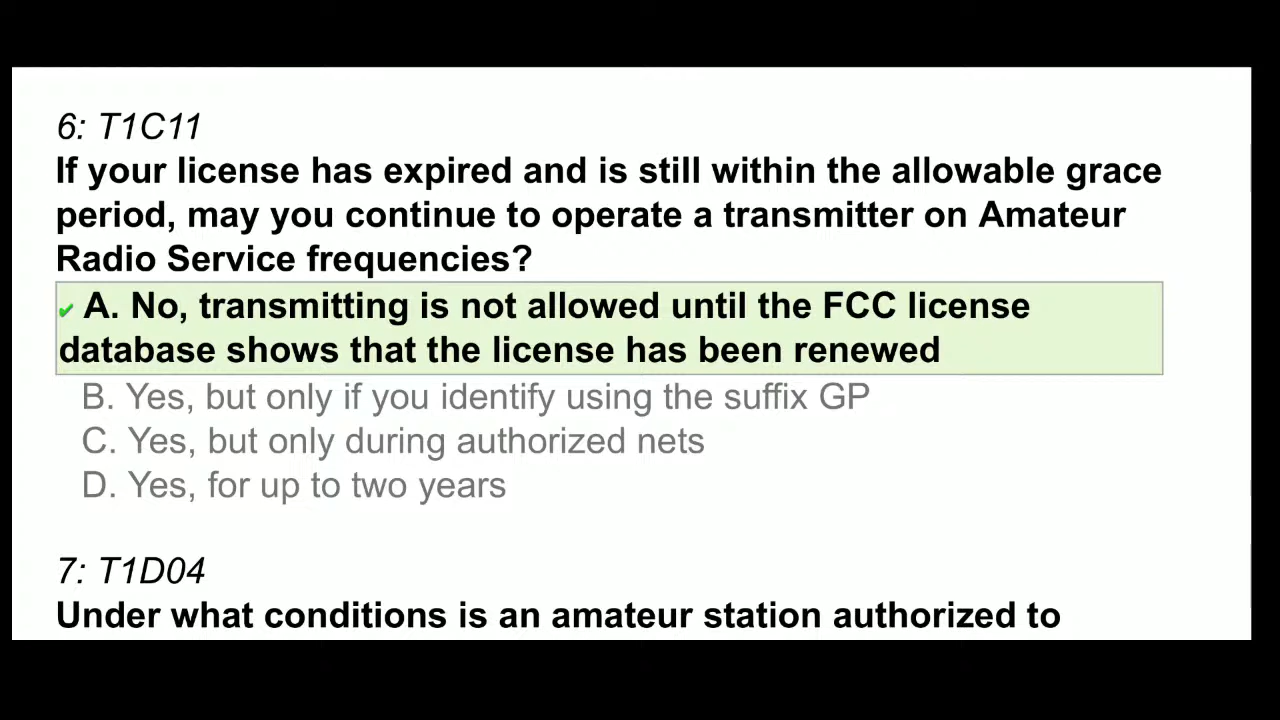 6: T1C11
If your license has expired and is still within the allowable grace
period, may you continue to operate a transmitter on Amateur
Radio Service frequencies?
✔ A. No, transmitting is not allowed until the FCC license
database shows that the license has been renewed
B. Yes, but only if you identify using the suffix GP
C. Yes, but only during authorized nets
D. Yes, for up to two years
7: T1D04
Under what conditions is an amateur station authorized to